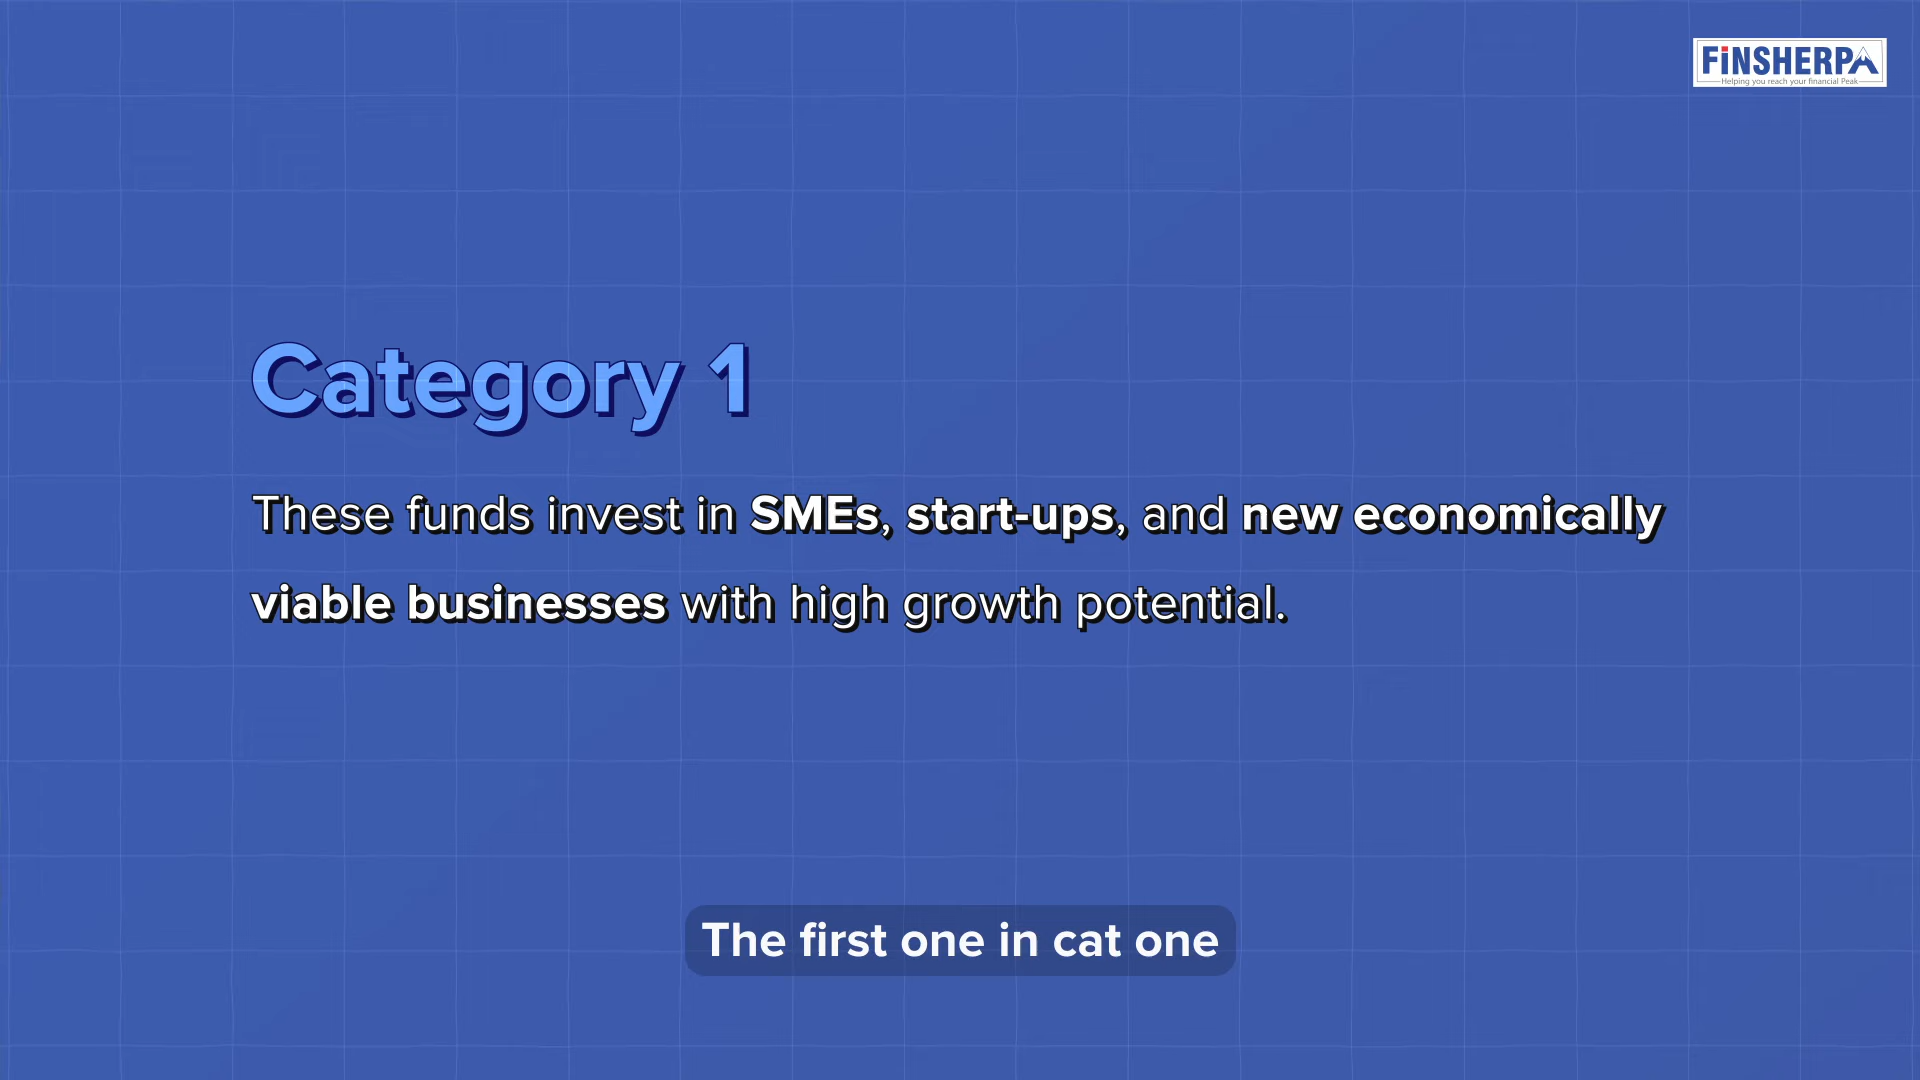 FiNSHERPA
Helping you reach your financial Peak
Category 1
These funds invest in SMEs, start-ups, and new economically
viable businesses with high growth potential.
The first one in cat one